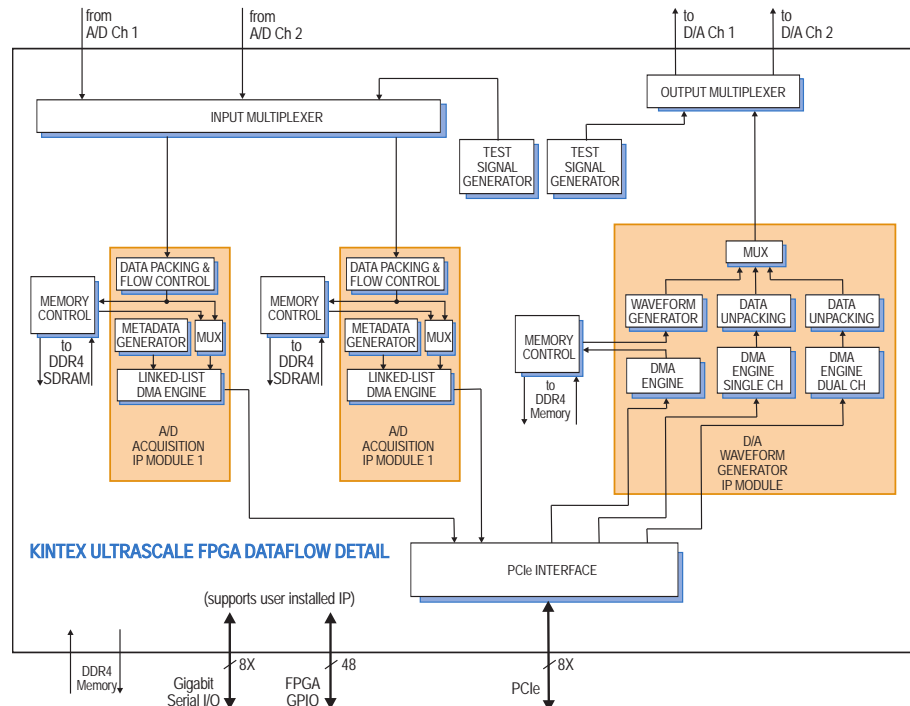 from
A/D Ch 1
from
A/D Ch 2
to
D/A Ch 1
to
D/A Ch 2
INPUT MULTIPLEXER
OUTPUT MULTIPLEXER
TEST
SIGNAL
GENERATOR
TEST
SIGNAL
GENERATOR
DATA PACKING &
FLOW CONTROL
MEMORY
CONTROL
METADATA
GENERATOR
MUX
to
DDR4
SDRAM
LINKED-LIST
DMA ENGINE
A/D
ACQUISITION
IP MODULE 1
DATA PACKING &
FLOW CONTROL
MEMORY
CONTROL
METADATA
GENERATOR
MUX
to
DDR4
SDRAM
LINKED-LIST
DMA ENGINE
A/D
ACQUISITION
IP MODULE 1
MUX
WAVEFORM
GENERATOR
DATA
UNPACKING
DATA
UNPACKING
MEMORY
CONTROL
to
DDR4
Memory
DMA
ENGINE
DMA
ENGINE
SINGLE CH
DMA
ENGINE
DUAL CH
D/A
WAVEFORM
GENERATOR
IP MODULE
KINTEX ULTRASCALE FPGA DATAFLOW DETAIL
PCIe INTERFACE
(supports user installed IP)
DDR4
Memory
8X
Gigabit
Serial I/O
48
FPGA
GPIO
8X
PCIe